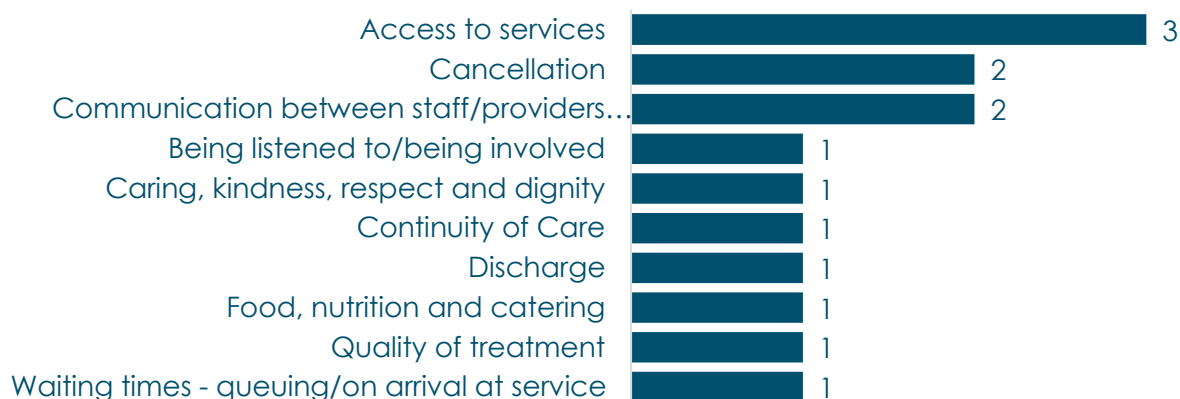 Access to services 3
Cancellation 2
Communication between staff/providers… 2
Being listened to/being involved 1
Caring, kindness, respect and dignity 1
Continuity of Care 1
Discharge 1
Food, nutrition and catering 1
Quality of treatment 1
Waiting times - queuing/on arrival at service 1